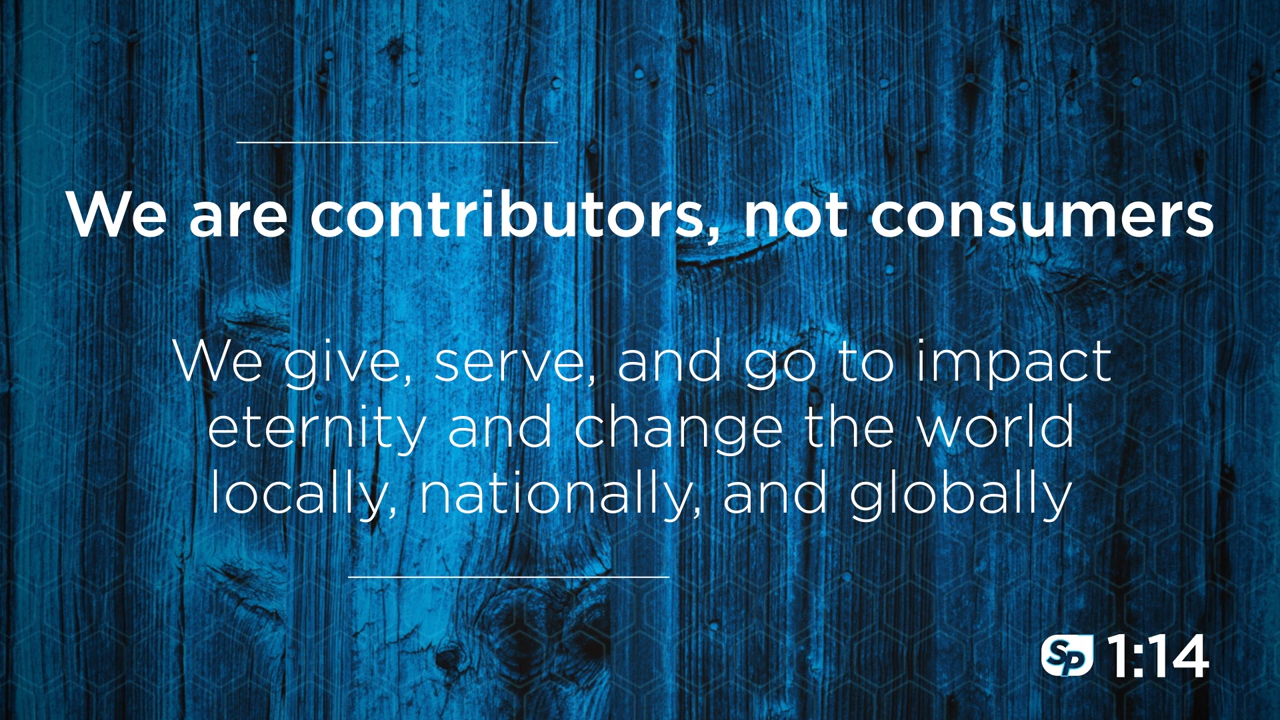 We are contributors, not consumers
We give, serve, and go to impact
eternity and change the world
locally, nationally, and globally
SP 1:14